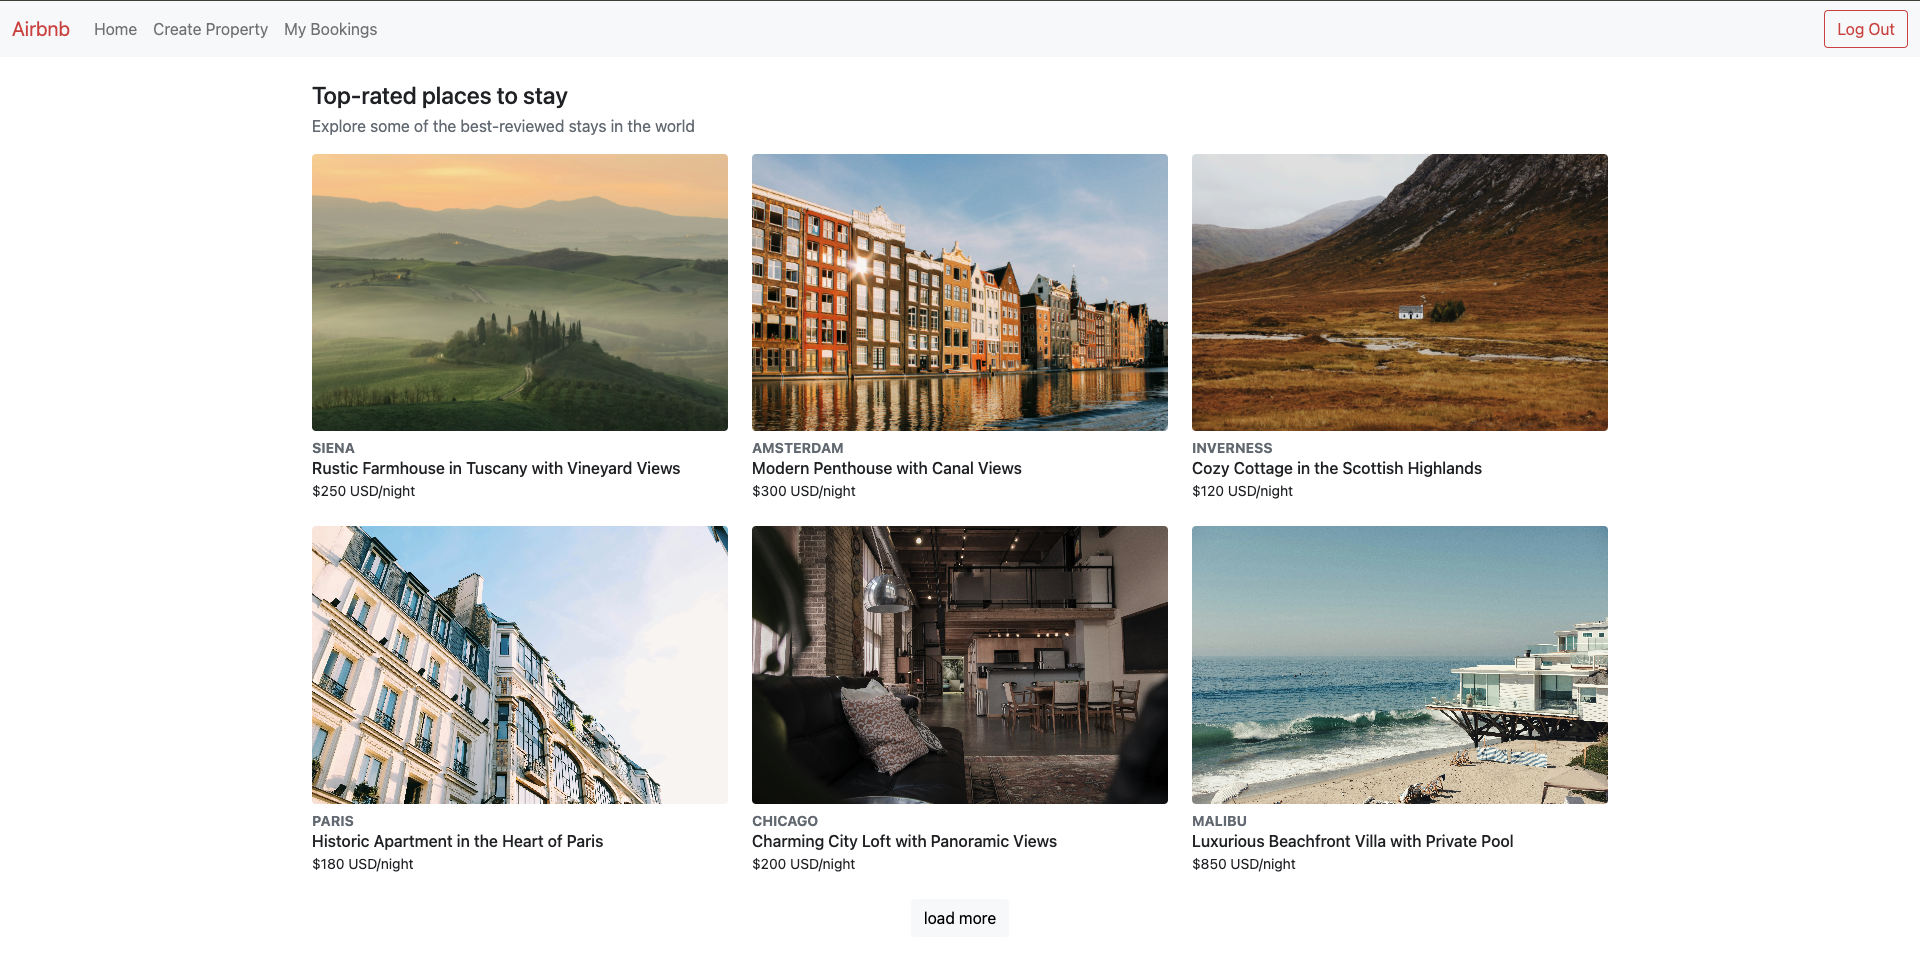 Airbnb Home Create Property My Bookings Log Out
Top-rated places to stay
Explore some of the best-reviewed stays in the world
SIENA
Rustic Farmhouse in Tuscany with Vineyard Views
$250 USD/night
AMSTERDAM
Modern Penthouse with Canal Views
$300 USD/night
INVERNESS
Cozy Cottage in the Scottish Highlands
$120 USD/night
PARIS
Historic Apartment in the Heart of Paris
$180 USD/night
CHICAGO
Charming City Loft with Panoramic Views
$200 USD/night
MALIBU
Luxurious Beachfront Villa with Private Pool
$850 USD/night
load more